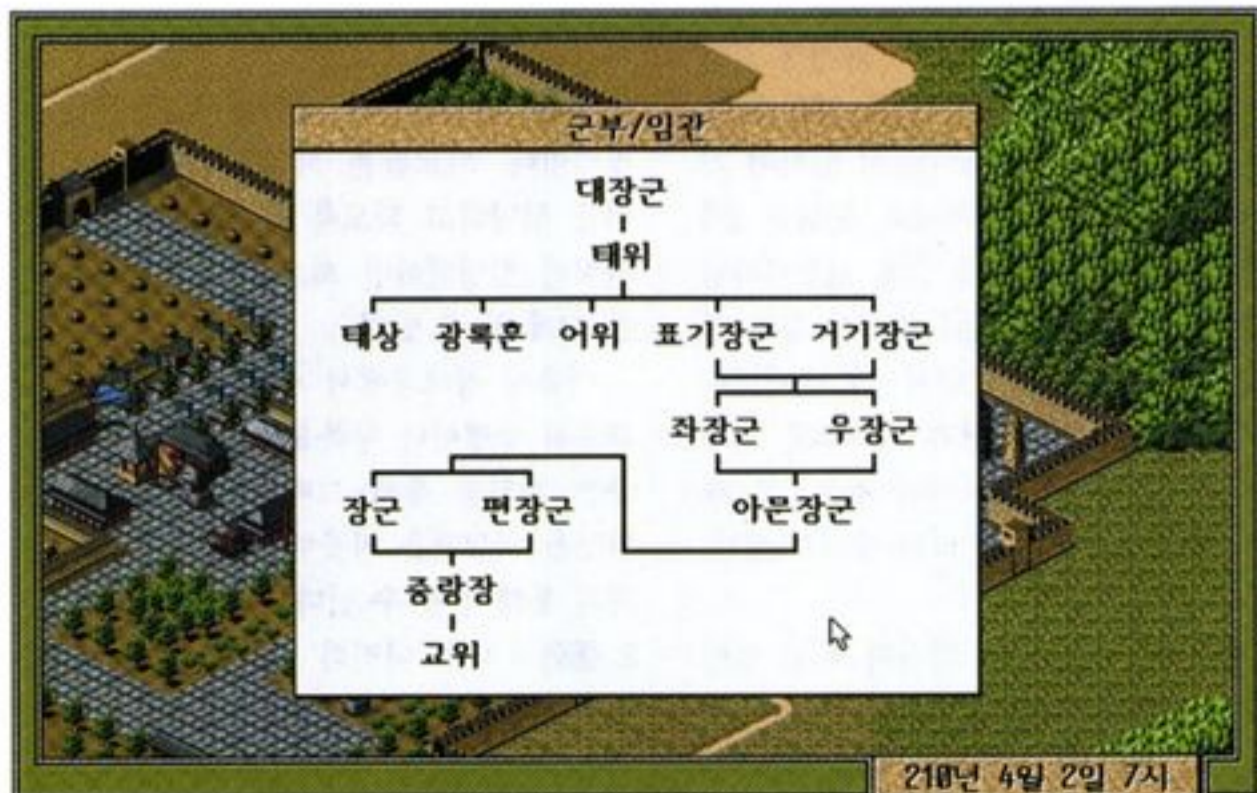 군부/임관
대장군
태위
태상 광록훈 어위 표기장군 거기장군
좌장군 우장군
장군 편장군 아문장군
중랑장
교위
210년 4월 2일 7시